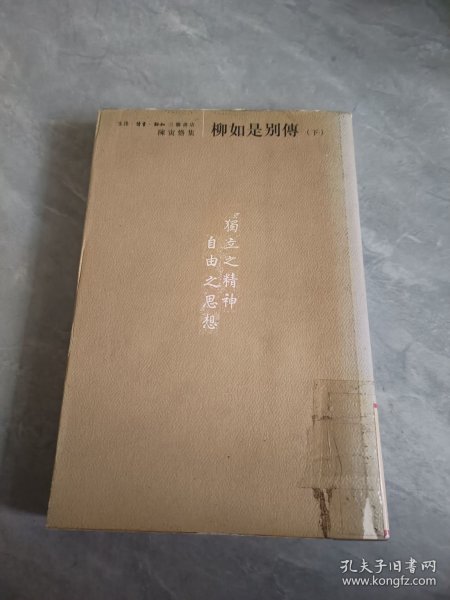 生活·讀書·新知三聯書店
陳寅恪集
柳如是别傳（下）
獨立之精神
自由之思想
孔夫子旧书网
www.kongfz.com